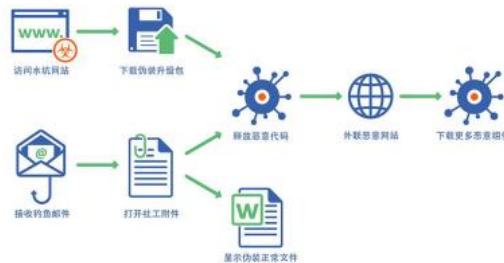 www.
访问水坑网站
下载伪装升级包
释放恶意代码
外联恶意网站
下载更多恶意组件
@
接收钓鱼邮件
打开社工附件
W
显示伪装正常文件